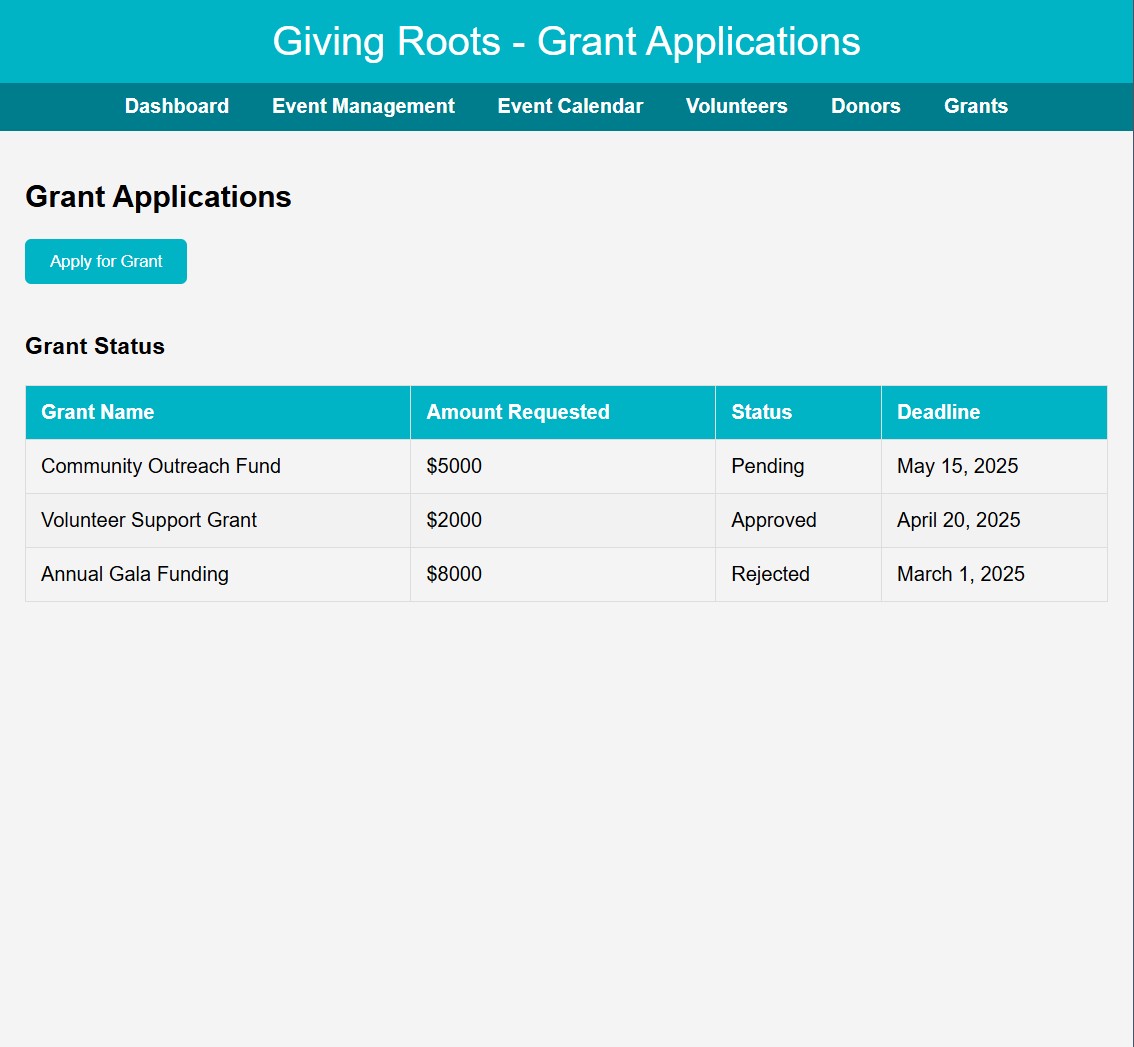 Giving Roots - Grant Applications
Dashboard Event Management Event Calendar Volunteers Donors Grants
Grant Applications
Apply for Grant
Grant Status
Grant Name Amount Requested Status Deadline
Community Outreach Fund $5000 Pending May 15, 2025
Volunteer Support Grant $2000 Approved April 20, 2025
Annual Gala Funding $8000 Rejected March 1, 2025